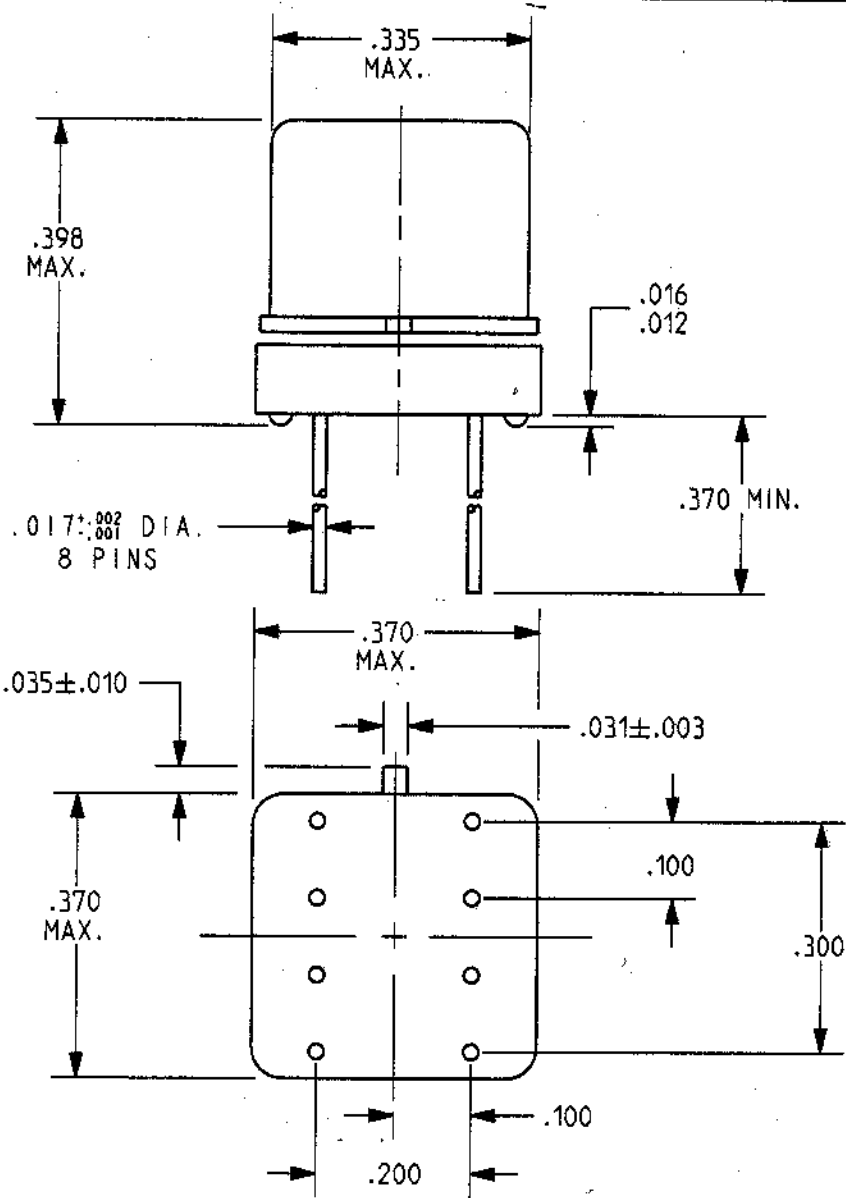 .335
MAX.
.398
MAX.
.016
.012
.370 MIN.
.017+.002 -.001 DIA.
8 PINS
.370
MAX.
.035±.010
.031±.003
.100
.370
MAX.
.300
.100
.200